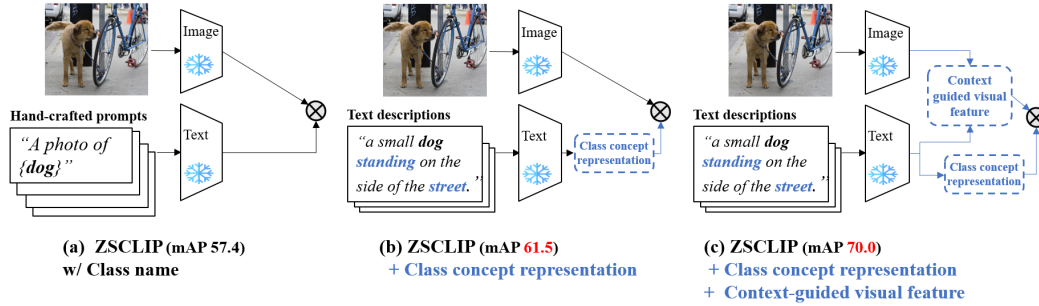 Image
Hand-crafted prompts
“A photo of
{dog}”
Text
(a) ZSCLIP (mAP 57.4)
w/ Class name
Image
Text descriptions
“a small dog
standing on the
side of the street. ”
Text
Class concept
representation
(b) ZSCLIP (mAP 61.5)
+ Class concept representation
Image
Context
guided visual
feature
Text descriptions
“a small dog
standing on the
side of the street. ”
Text
Class concept
representation
(c) ZSCLIP (mAP 70.0)
+ Class concept representation
+ Context-guided visual feature